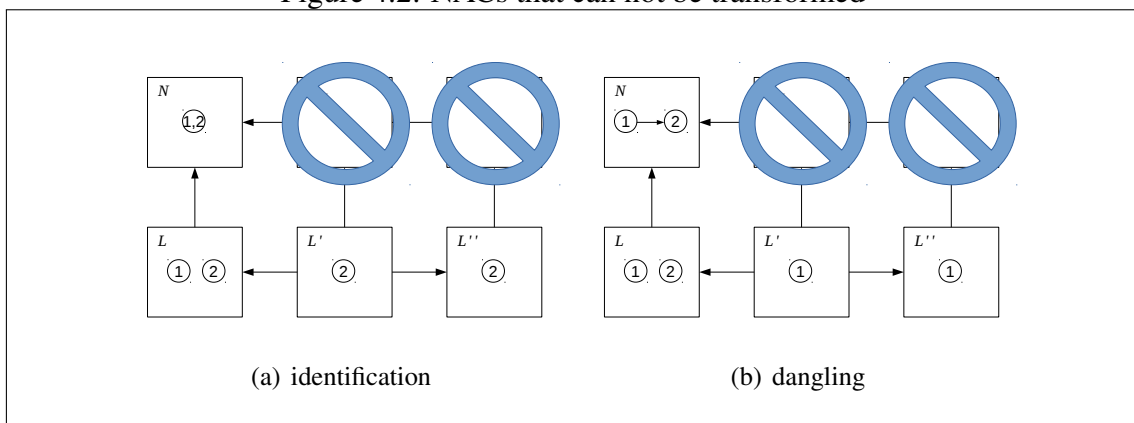 Figure 4.2: NACs that can not be transformed
N
1,2
N
1 2
L
1 2
L'
2
L''
2
L
1 2
L'
1
L''
1
(a) identification
(b) dangling